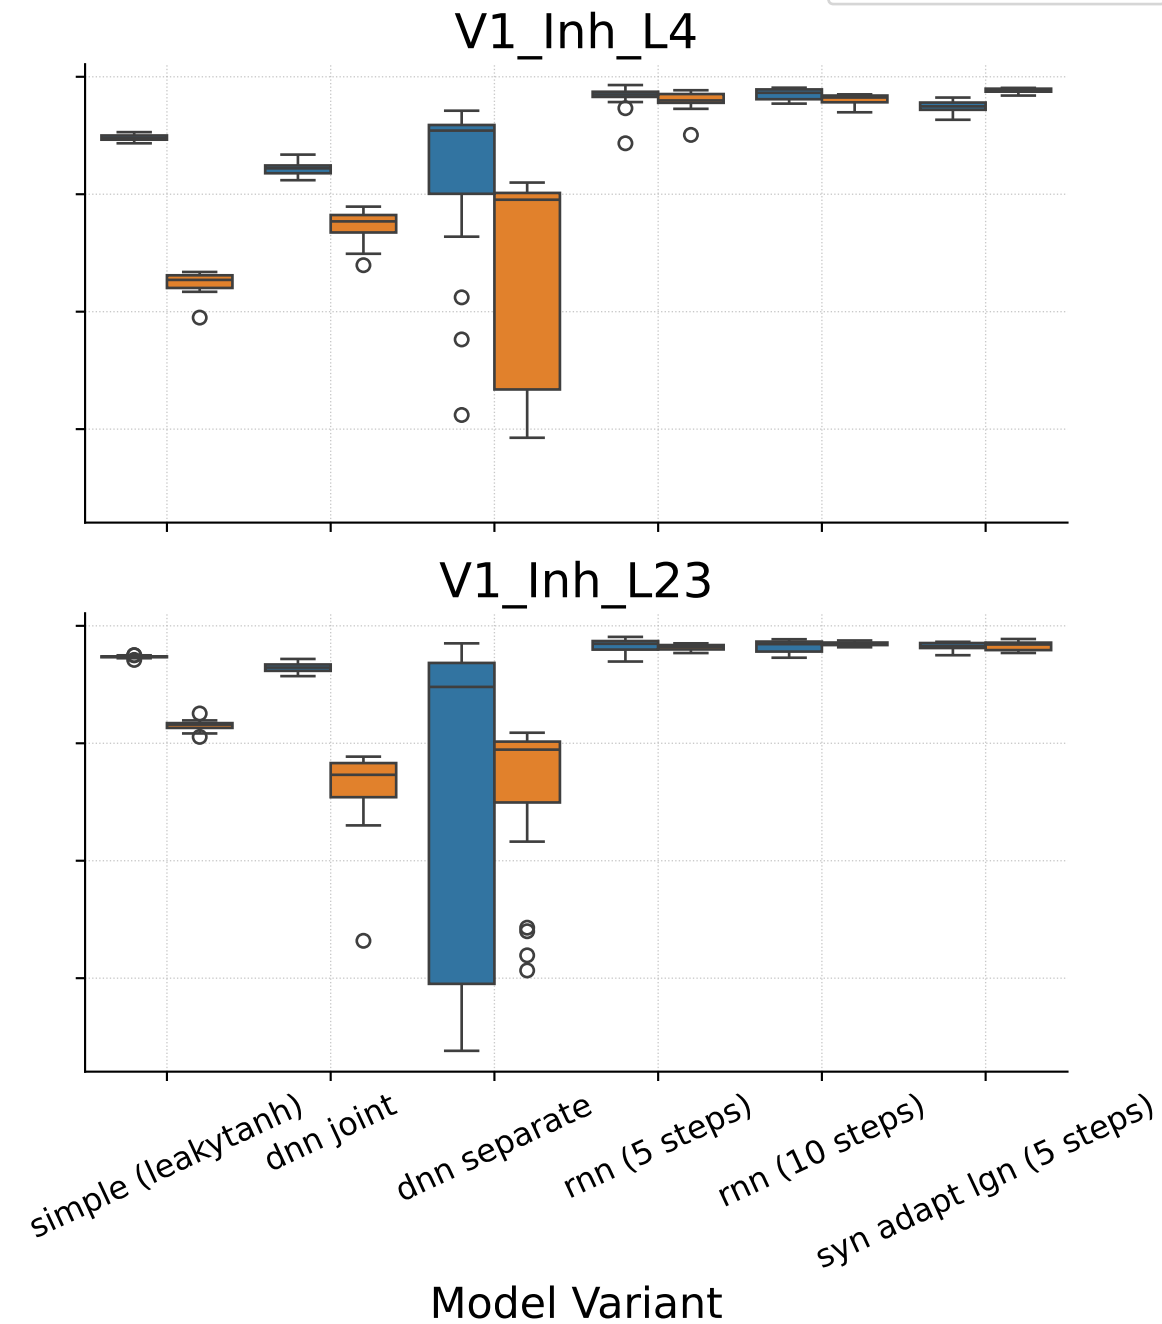 V1_Inh_L4
V1_Inh_L23
simple (leakytanh)
dnn joint
dnn separate
rnn (5 steps)
rnn (10 steps)
syn adapt lgn (5 steps)
Model Variant